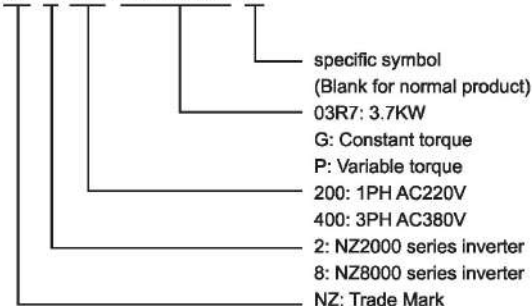 specific symbol
(Blank for normal product)
03R7: 3.7KW
G: Constant torque
P: Variable torque
200: 1PH AC220V
400: 3PH AC380V
2: NZ2000 series inverter
8: NZ8000 series inverter
NZ: Trade Mark